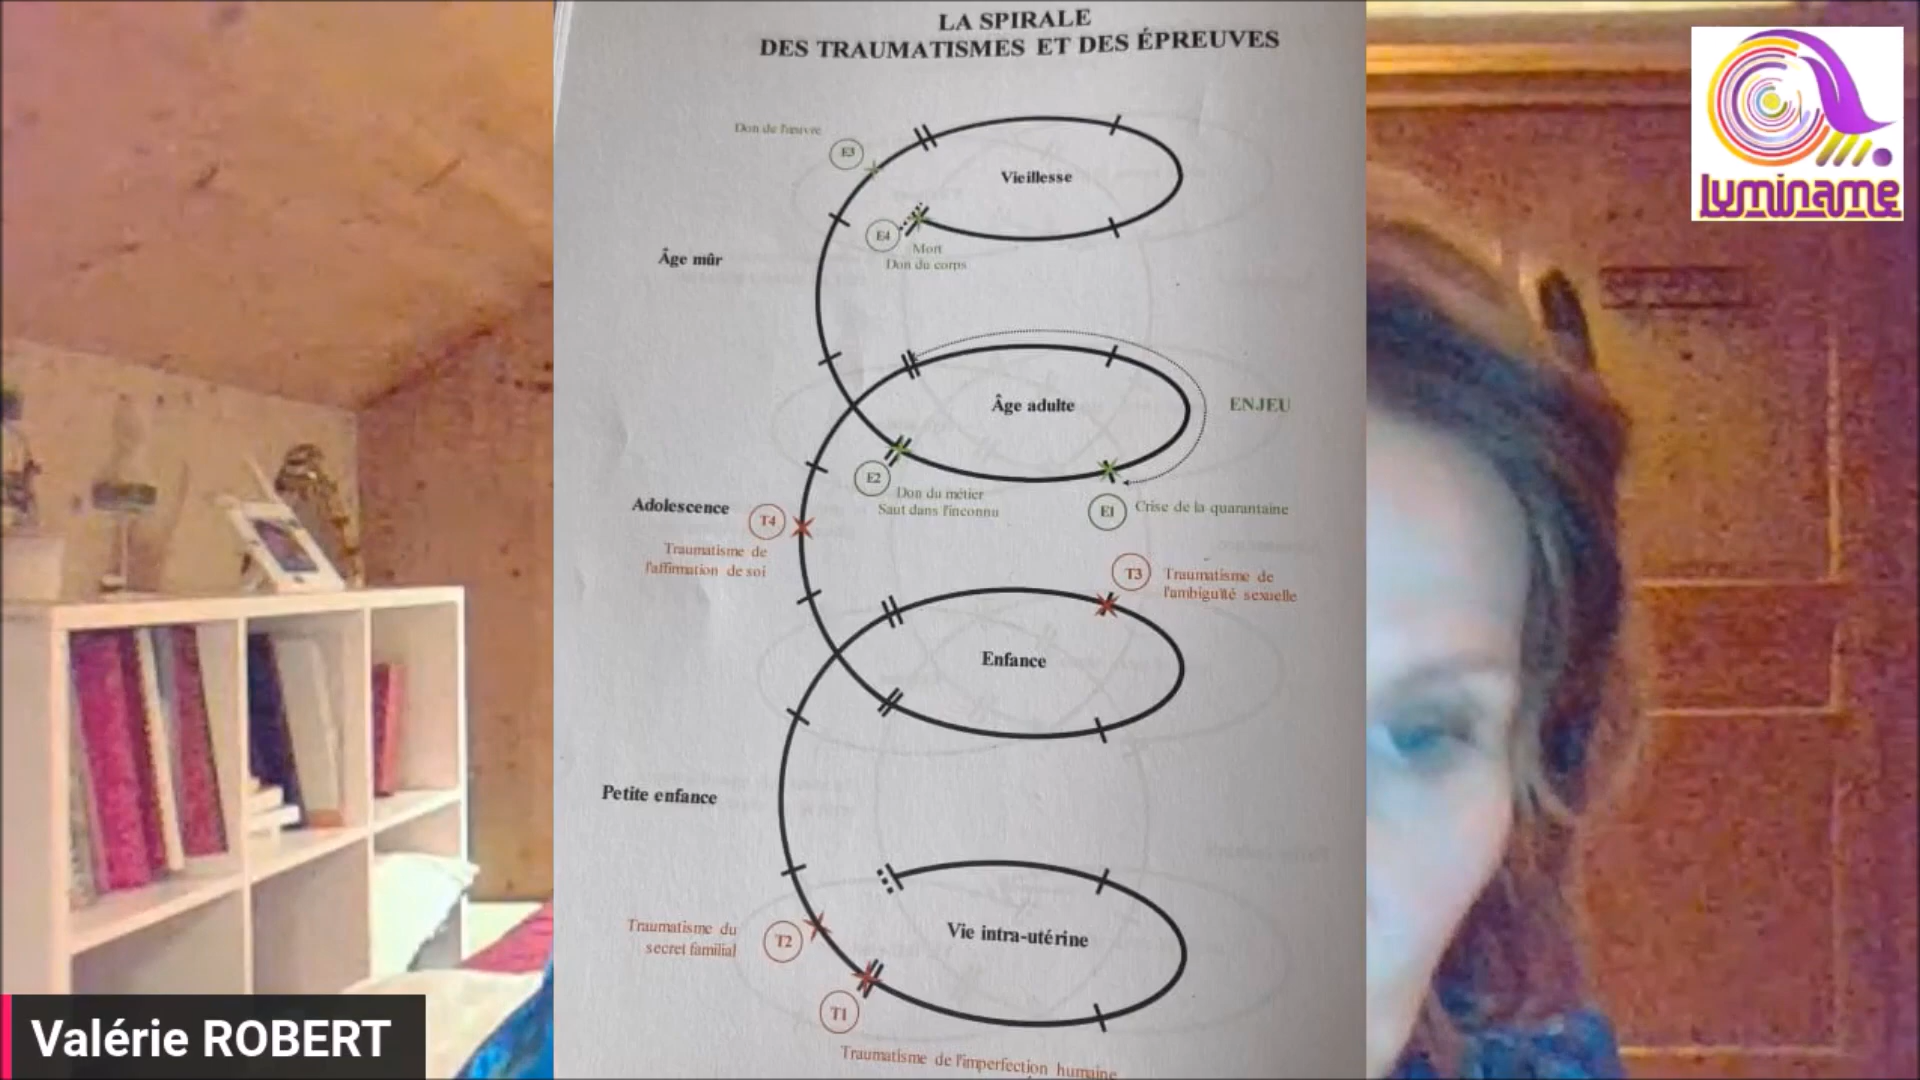 LA SPIRALE
DES TRAUMATISMES ET DES ÉPREUVES
Don de l'œuvre
E3
Vieillesse
E4
Mort
Don du corps
Âge mûr
Âge adulte
ENJEU
E2
Don du métier
Saut dans l'inconnu
E1
Crise de la quarantaine
Adolescence
T4
Traumatisme de
l'affirmation de soi
T3
Traumatisme de
l'ambiguïté sexuelle
Enfance
Petite enfance
Vie intra-utérine
Traumatisme du
secret familial
T2
T1
Traumatisme de l'imperfection humaine
luminame
Valérie ROBERT